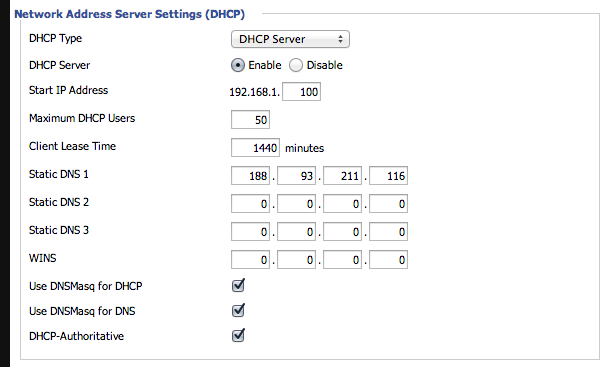 Network Address Server Settings (DHCP)
DHCP Type DHCP Server
DHCP Server Enable Disable
Start IP Address 192.168.1. 100
Maximum DHCP Users 50
Client Lease Time 1440 minutes
Static DNS 1 188 . 93 . 211 . 116
Static DNS 2 0 . 0 . 0 . 0
Static DNS 3 0 . 0 . 0 . 0
WINS 0 . 0 . 0 . 0
Use DNSMasq for DHCP
Use DNSMasq for DNS
DHCP-Authoritative